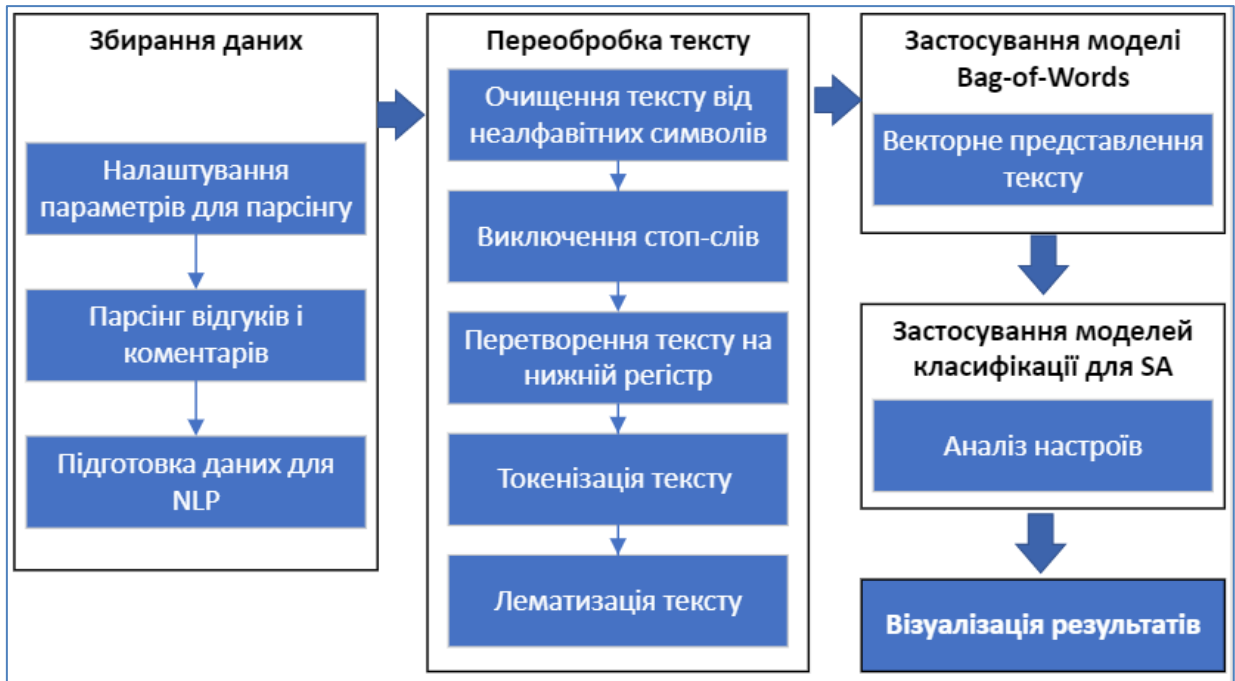 Збирання даних
Налаштування
параметрів для парсінгу
Парсінг відгуків і
коментарів
Підготовка даних для
NLP
Переобробка тексту
Очищення тексту від
неалфавітних символів
Виключення стоп-слів
Перетворення тексту на
нижній регістр
Токенізація тексту
Лематизація тексту
Застосування моделі
Bag-of-Words
Векторне представлення
тексту
Застосування моделей
класифікації для SA
Аналіз настроїв
Візуалізація результатів